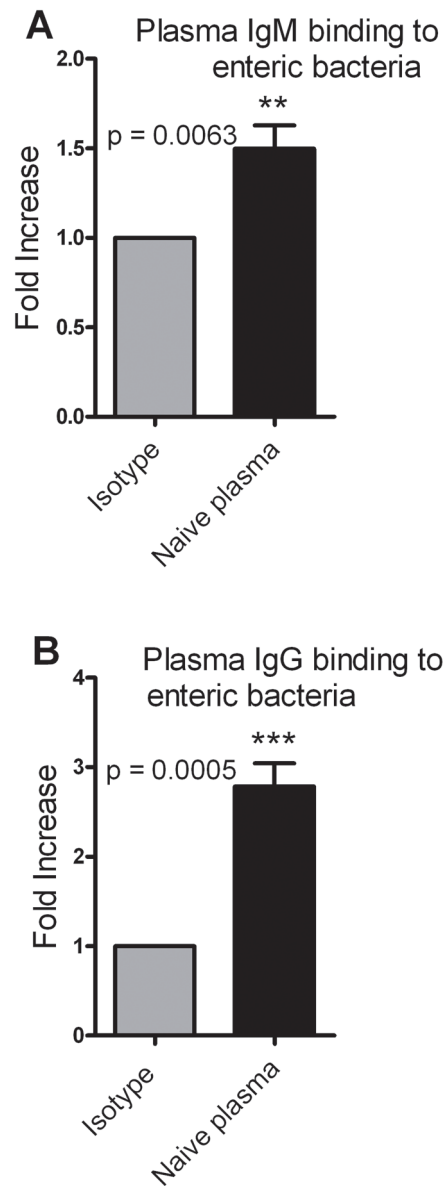 A
Plasma IgM binding to
enteric bacteria
**
p = 0.0063
2.0
1.5
1.0
0.5
0.0
Fold Increase
Isotype
Naive plasma
B
Plasma IgG binding to
enteric bacteria
***
p = 0.0005
4
3
2
1
0
Fold Increase
Isotype
Naive plasma